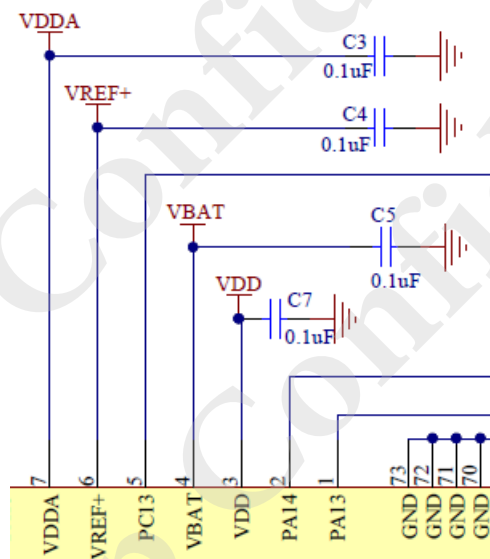 VDDA
C3
0.1uF
VREF+
C4
0.1uF
VBAT
C5
0.1uF
VDD
C7
0.1uF
7 6 5 4 3 2 1 73 72 71 70
VDDA VREF+ PC13 VBAT VDD PA14 PA13 GND GND GND GND
Confid